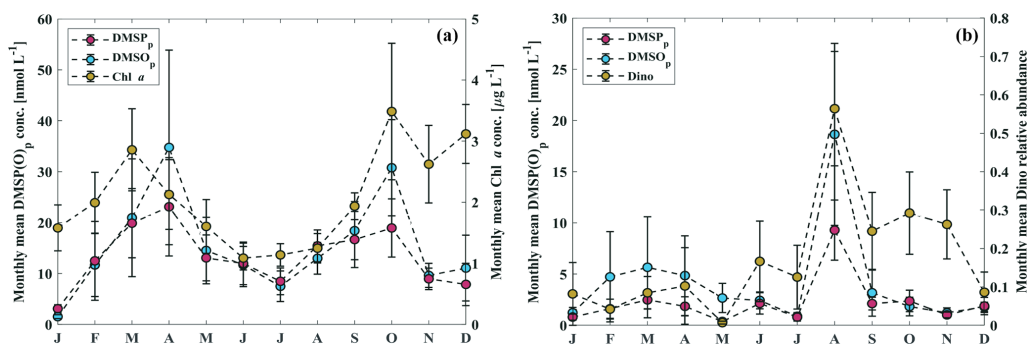 (a)
DMSPp
DMSOp
Chl a
Monthly mean DMSP(O)p conc. [nmol L⁻¹]
60
50
40
30
20
10
0
Monthly mean Chl a conc. [μg L⁻¹]
5
4
3
2
1
0
J F M A M J J A S O N D
(b)
DMSPp
DMSOp
Dino
Monthly mean DMSP(O)p conc. [nmol L⁻¹]
30
25
20
15
10
5
0
Monthly mean Dino relative abundance
0.8
0.7
0.6
0.5
0.4
0.3
0.2
0.1
0
J F M A M J J A S O N D